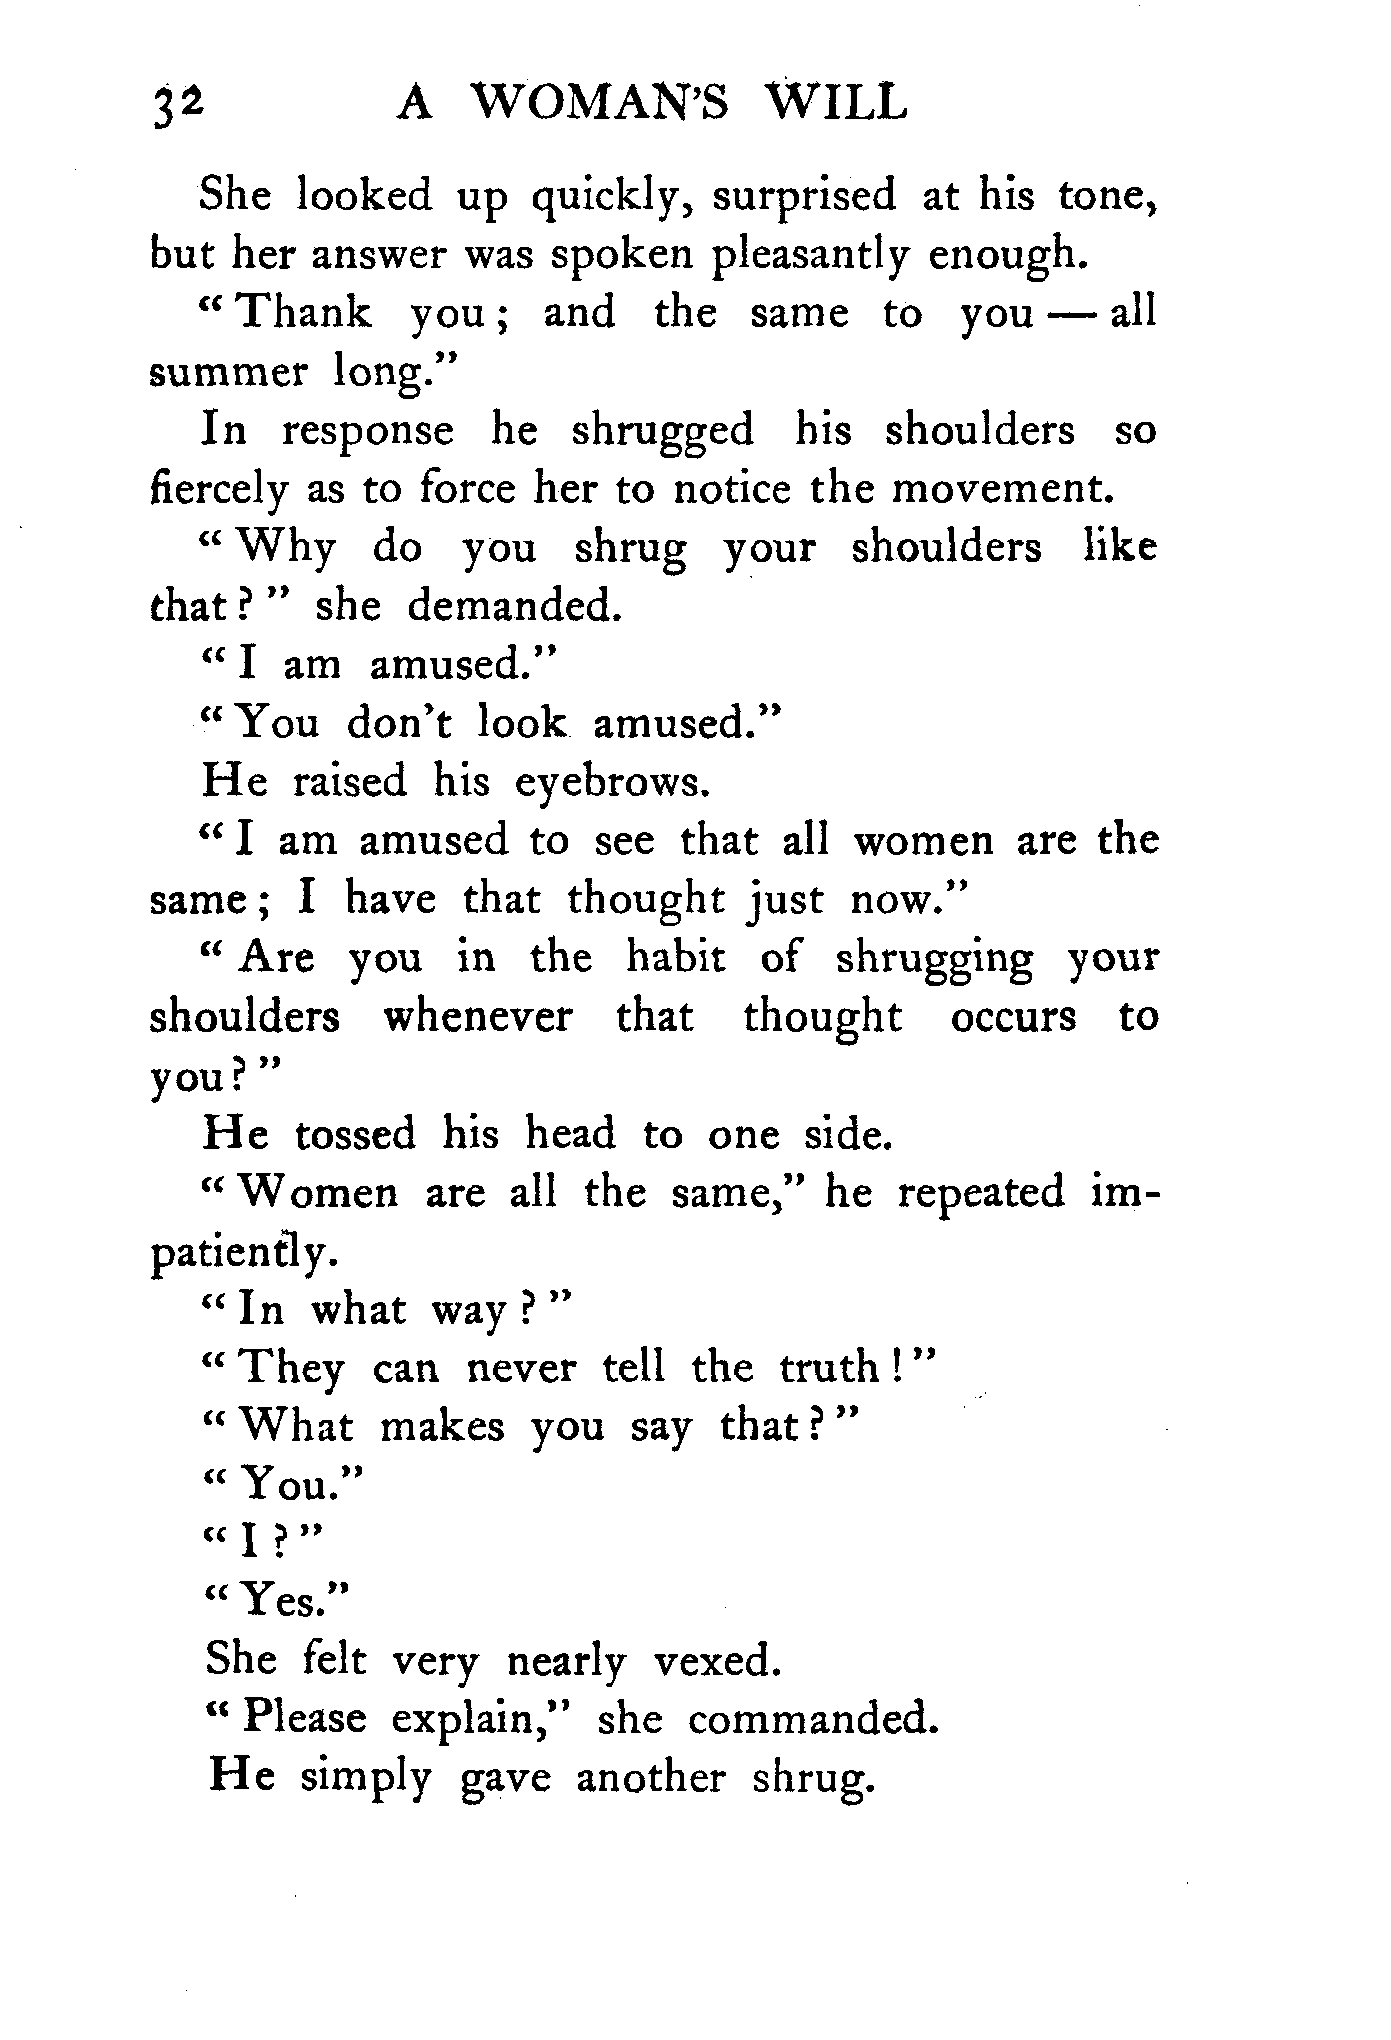 32 A WOMAN'S WILL
She looked up quickly, surprised at his tone,
but her answer was spoken pleasantly enough.
“Thank you; and the same to you — all
summer long.”
In response he shrugged his shoulders so
fiercely as to force her to notice the movement.
“Why do you shrug your shoulders like
that?” she demanded.
“I am amused.”
“You don't look amused.”
He raised his eyebrows.
“I am amused to see that all women are the
same; I have that thought just now.”
“Are you in the habit of shrugging your
shoulders whenever that thought occurs to
you?”
He tossed his head to one side.
“Women are all the same,” he repeated im-
patiently.
“In what way?”
“They can never tell the truth!”
“What makes you say that?”
“You.”
“I?”
“Yes.”
She felt very nearly vexed.
“Please explain,” she commanded.
He simply gave another shrug.